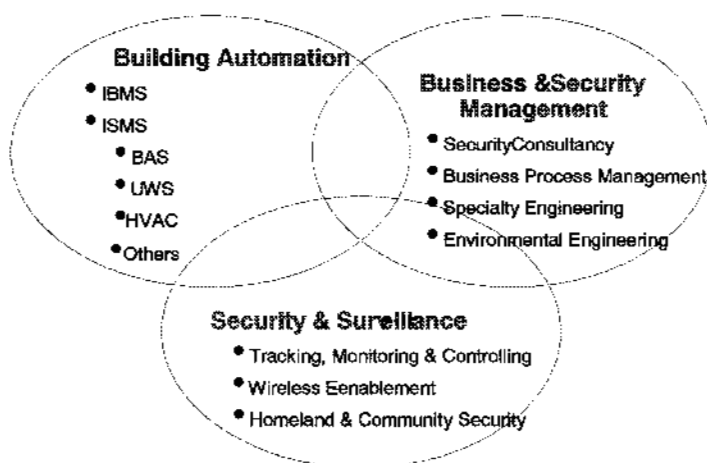 Building Automation
• IBMS
• ISMS
• BAS
• UWS
• HVAC
• Others
Business &Security
Management
• SecurityConsultancy
• Business Process Management
• Specialty Engineering
• Environmental Engineering
Security & Surveillance
• Tracking, Monitoring & Controlling
• Wireless Eenablement
• Homeland & Community Security